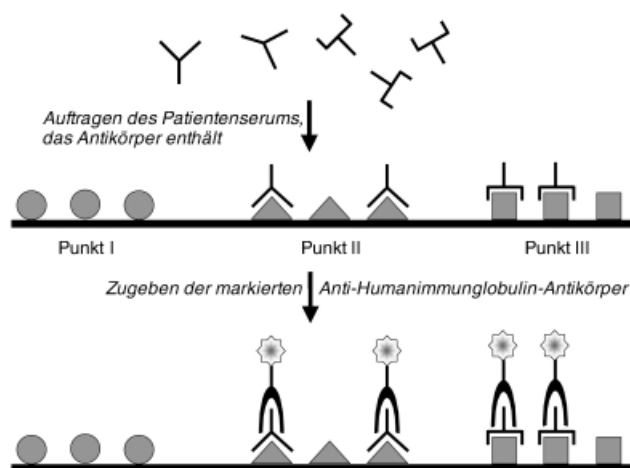 Auftragen des Patientenserums,
das Antikörper enthält
Punkt I Punkt II Punkt III
Zugeben der markierten Anti-Humanimmunglobulin-Antikörper